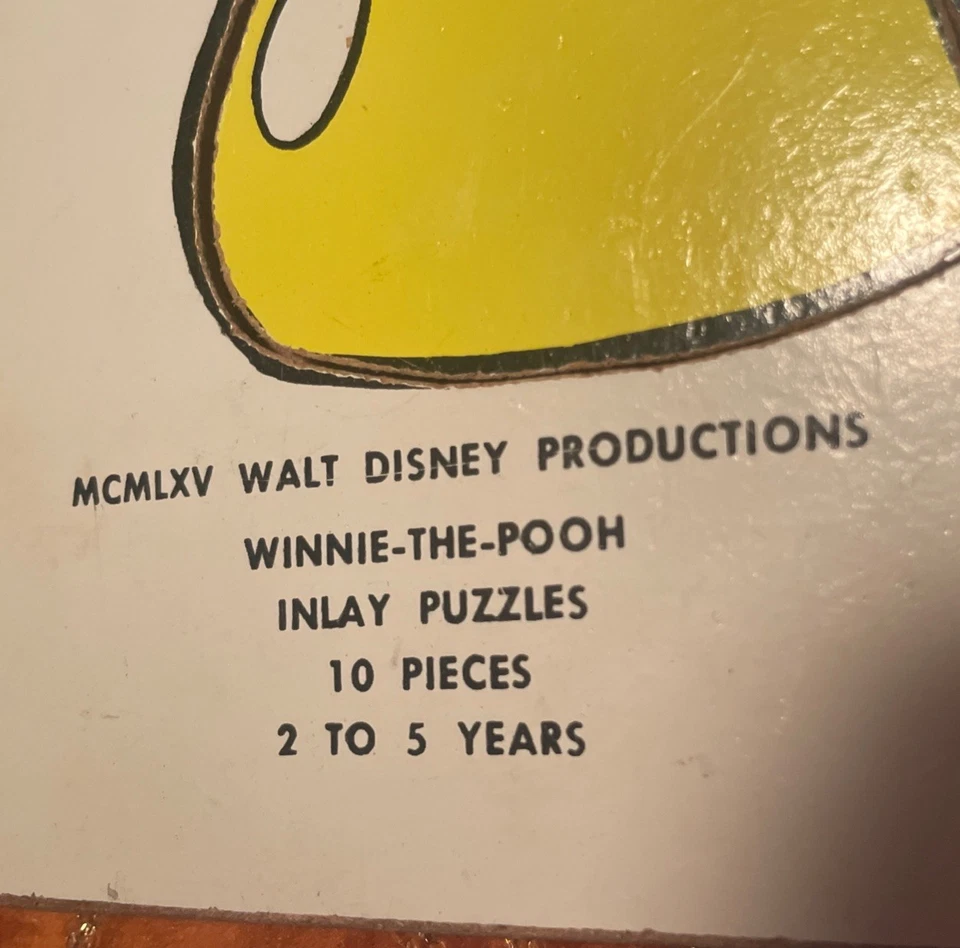 MCMLXV WALT DISNEY PRODUCTIONS
WINNIE-THE-POOH
INLAY PUZZLES
10 PIECES
2 TO 5 YEARS